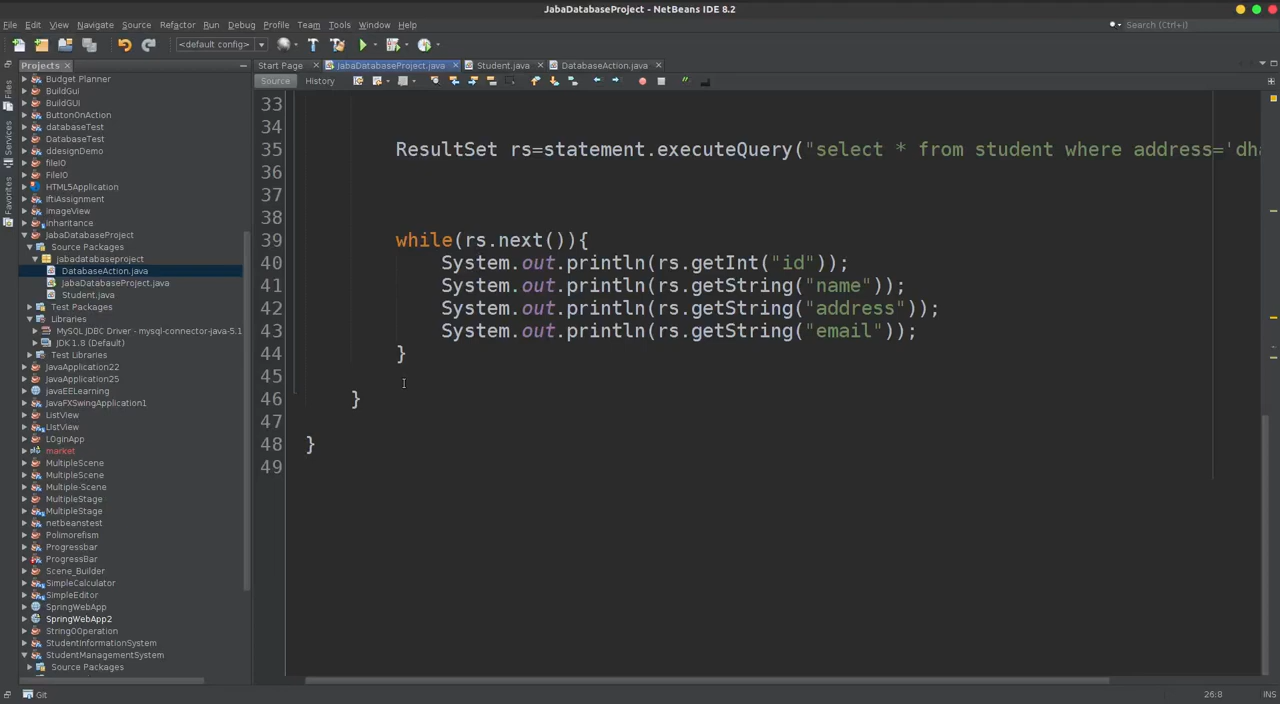 JabaDatabaseProject - NetBeans IDE 8.2
File Edit View Navigate Source Refactor Run Debug Profile Team Tools Window Help
Search (Ctrl+i)
<default config>
Projects
Start Page JabaDatabaseProject.java Student.java DatabaseAction.java
Source History
Files
Services
Favorites
Budget Planner
BuildGui
BuildGUI
ButtonOnAction
databaseTest
DatabaseTest
ddesignDemo
fileIO
FileIO
HTML5Application
IftiAssignment
ImageView
inharitance
JabaDatabaseProject
Source Packages
jabadatabaseproject
DatabaseAction.java
JabaDatabaseProject.java
Student.java
Test Packages
Libraries
MySQL JDBC Driver - mysql-connector-java-5.1
JDK 1.8 (Default)
Test Libraries
JavaApplication22
JavaApplication25
javaEELearning
JavaFXSwingApplication1
ListView
LIstView
LOginApp
market
MultipleScene
MultipleScene
Multiple-Scene
MultipleStage
MultipleStage
netbeanstest
Polimorefism
Progressbar
ProgressBar
Scene_Builder
SimpleCalculator
SimpleEditor
SpringWebApp
SpringWebApp2
StringOOperation
StudentInformationSystem
StudentManagementSystem
Source Packages
33
34
35 ResultSet rs=statement.executeQuery("select * from student where address='dha
36
37
38
39 while(rs.next()){
40 System.out.println(rs.getInt("id"));
41 System.out.println(rs.getString("name"));
42 System.out.println(rs.getString("address"));
43 System.out.println(rs.getString("email"));
44 }
45
46 }
47
48 }
49
Git 26:8 INS